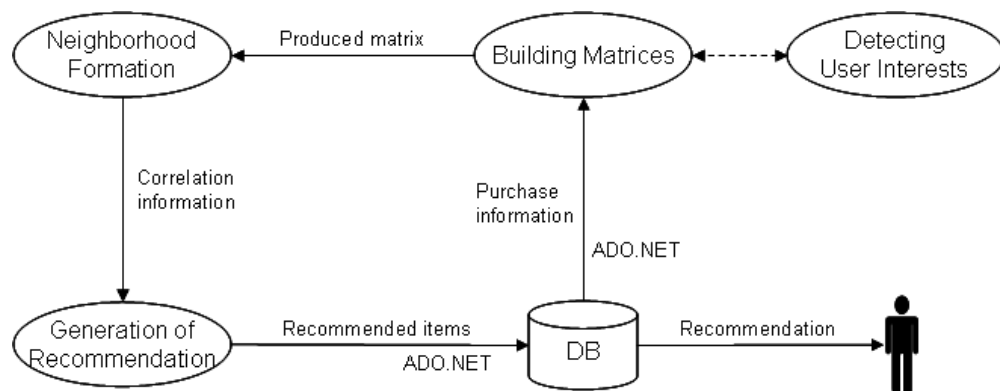 Neighborhood
Formation
Produced matrix
Building Matrices
Detecting
User Interests
Correlation
information
Purchase
information
ADO.NET
Generation of
Recommendation
Recommended items
ADO.NET
DB
Recommendation